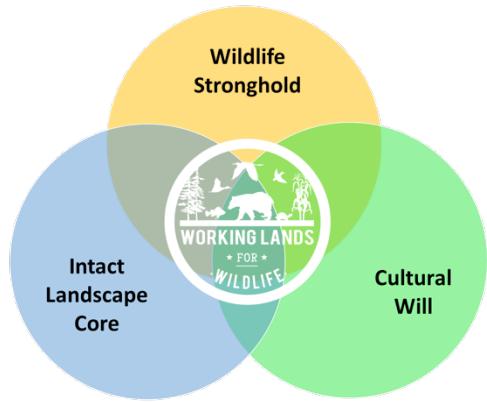 Wildlife
Stronghold
WORKING LANDS
FOR
WILDLIFE
Intact
Landscape
Core
Cultural
Will